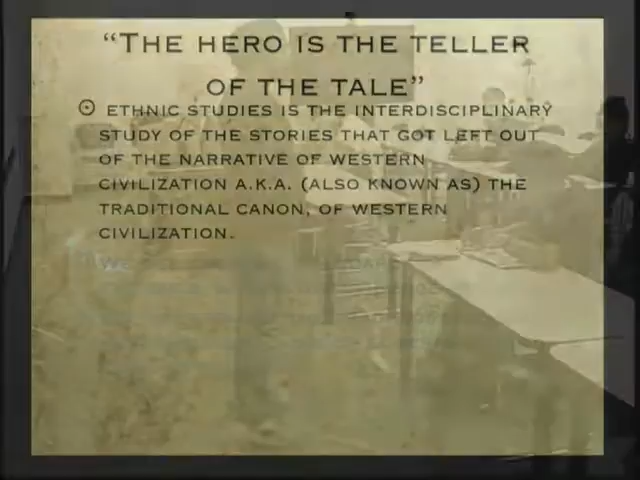 “THE HERO IS THE TELLER
OF THE TALE”
ETHNIC STUDIES IS THE INTERDISCIPLINARY
STUDY OF THE STORIES THAT GOT LEFT OUT
OF THE NARRATIVE OF WESTERN
CIVILIZATION A.K.A. (ALSO KNOWN AS) THE
TRADITIONAL CANON, OF WESTERN
CIVILIZATION.